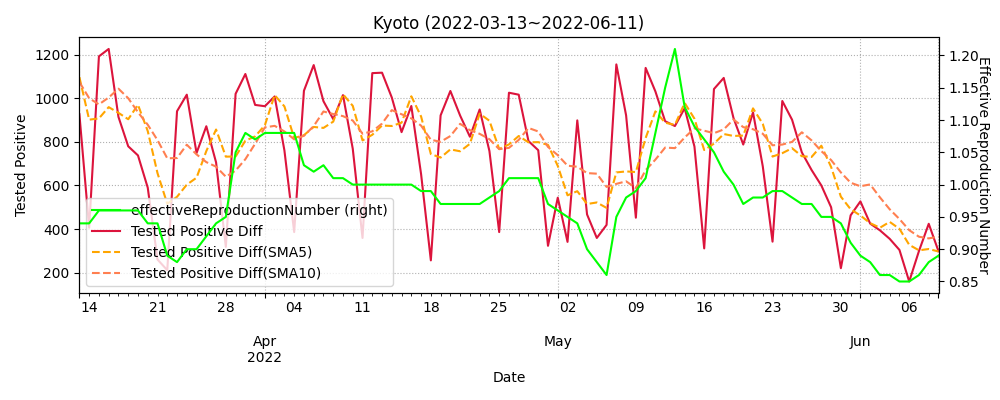 Kyoto (2022-03-13~2022-06-11)
Tested Positive
1200
1000
800
600
400
200
effectiveReproductionNumber (right)
Tested Positive Diff
Tested Positive Diff(SMA5)
Tested Positive Diff(SMA10)
1.20
1.15
1.10
1.05
1.00
0.95
0.90
0.85
Effective Reproduction Number
14 21 28 04 11 18 25 02 09 16 23 30 06
Apr May Jun
2022
Date